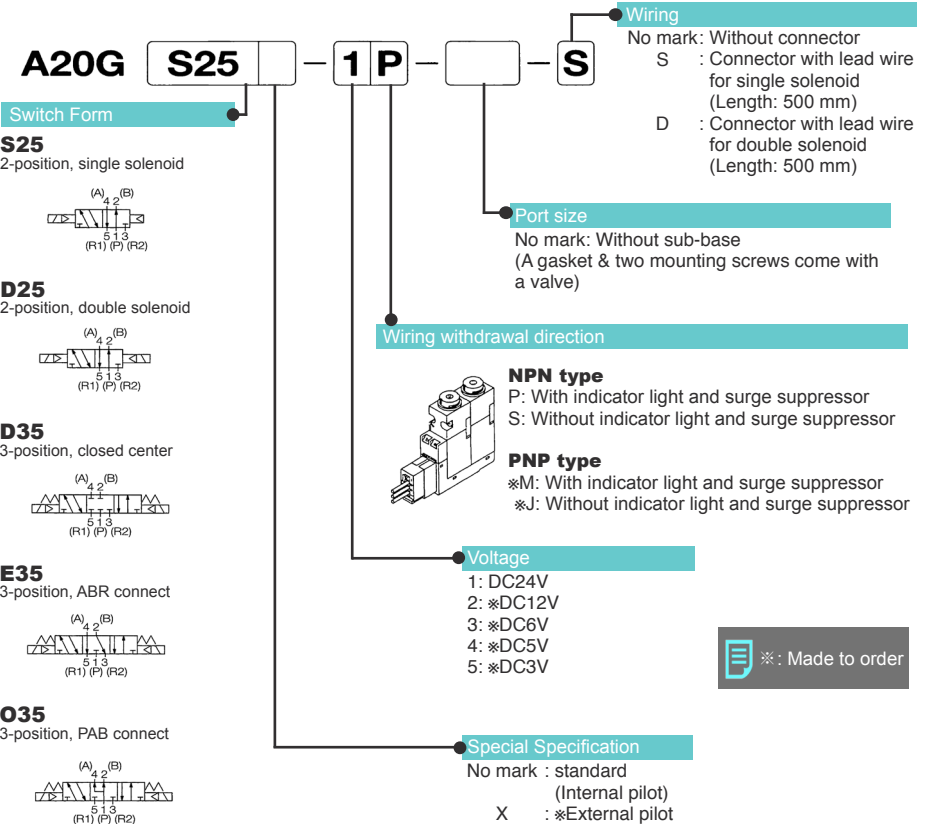 A20G S25 – 1 P – – S
Wiring
No mark: Without connector
S : Connector with lead wire
for single solenoid
(Length: 500 mm)
D : Connector with lead wire
for double solenoid
(Length: 500 mm)
Switch Form
S25
2-position, single solenoid
(A) (B)
4 2
5 1 3
(R1) (P) (R2)
D25
2-position, double solenoid
(A) (B)
4 2
5 1 3
(R1) (P) (R2)
D35
3-position, closed center
(A) (B)
4 2
5 1 3
(R1) (P) (R2)
E35
3-position, ABR connect
(A) (B)
4 2
5 1 3
(R1) (P) (R2)
O35
3-position, PAB connect
(A) (B)
4 2
5 1 3
(R1) (P) (R2)
Port size
No mark: Without sub-base
(A gasket & two mounting screws come with
a valve)
Wiring withdrawal direction
NPN type
P: With indicator light and surge suppressor
S: Without indicator light and surge suppressor
PNP type
※M: With indicator light and surge suppressor
※J: Without indicator light and surge suppressor
Voltage
1: DC24V
2: ※DC12V
3: ※DC6V
4: ※DC5V
5: ※DC3V
※: Made to order
Special Specification
No mark : standard
(Internal pilot)
X : ※External pilot